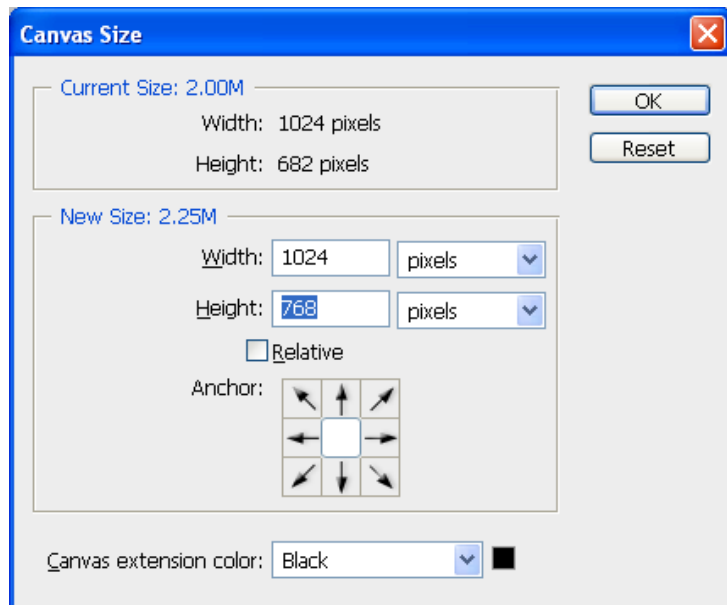 Canvas Size
Current Size: 2.00M
Width: 1024 pixels
Height: 682 pixels
OK
Reset
New Size: 2.25M
Width: 1024 pixels
Height: 768 pixels
Relative
Anchor:
Canvas extension color: Black